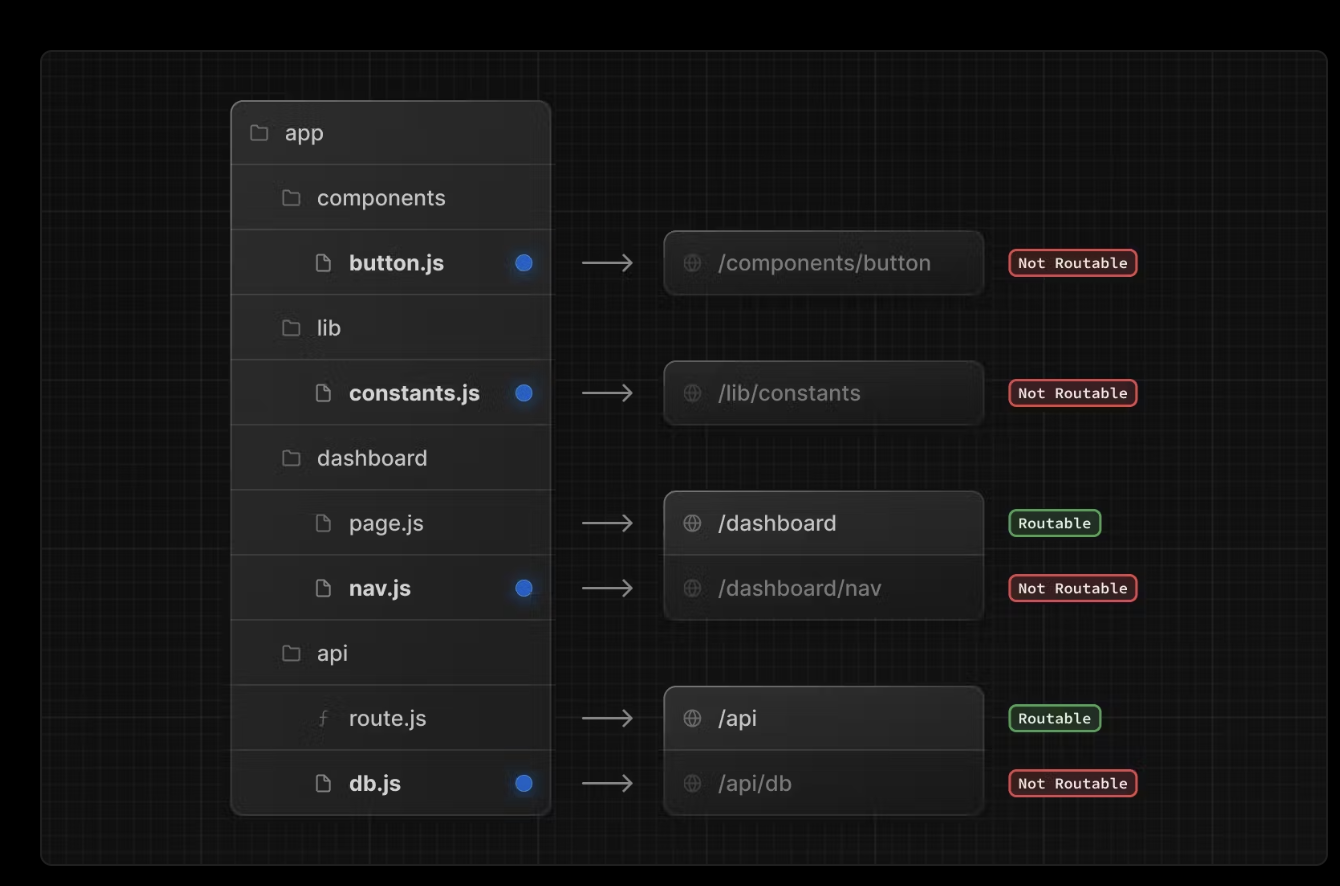 app
components
button.js
/components/button
Not Routable
lib
constants.js
/lib/constants
Not Routable
dashboard
page.js
/dashboard
Routable
nav.js
/dashboard/nav
Not Routable
api
route.js
/api
Routable
db.js
/api/db
Not Routable